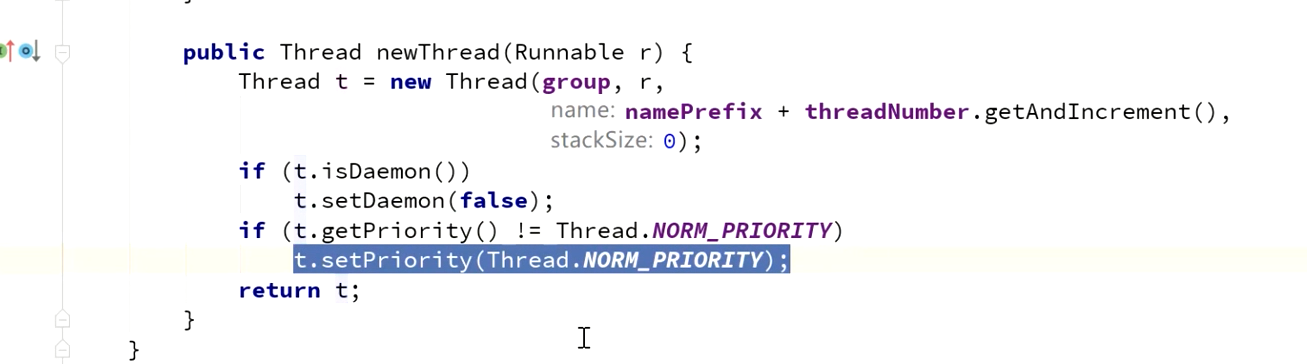 public Thread newThread(Runnable r) {
Thread t = new Thread(group, r,
name: namePrefix + threadNumber.getAndIncrement(),
stackSize: 0);
if (t.isDaemon())
t.setDaemon(false);
if (t.getPriority() != Thread.NORM_PRIORITY)
t.setPriority(Thread.NORM_PRIORITY);
return t;
}
}